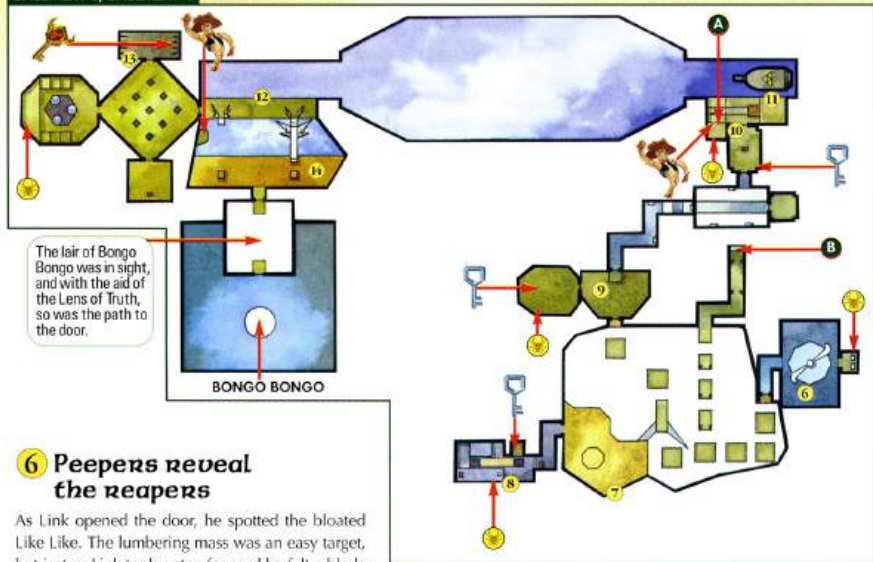 A
13
12
11
10
14
B
The lair of Bongo
Bongo was in sight,
and with the aid of
the Lens of Truth,
so was the path to
the door.
9
6
BONGO BONGO
8
7
6 Peepers reveal
the reapers
As Link opened the door, he spotted the bloated
Like Like. The lumbering mass was an easy target,